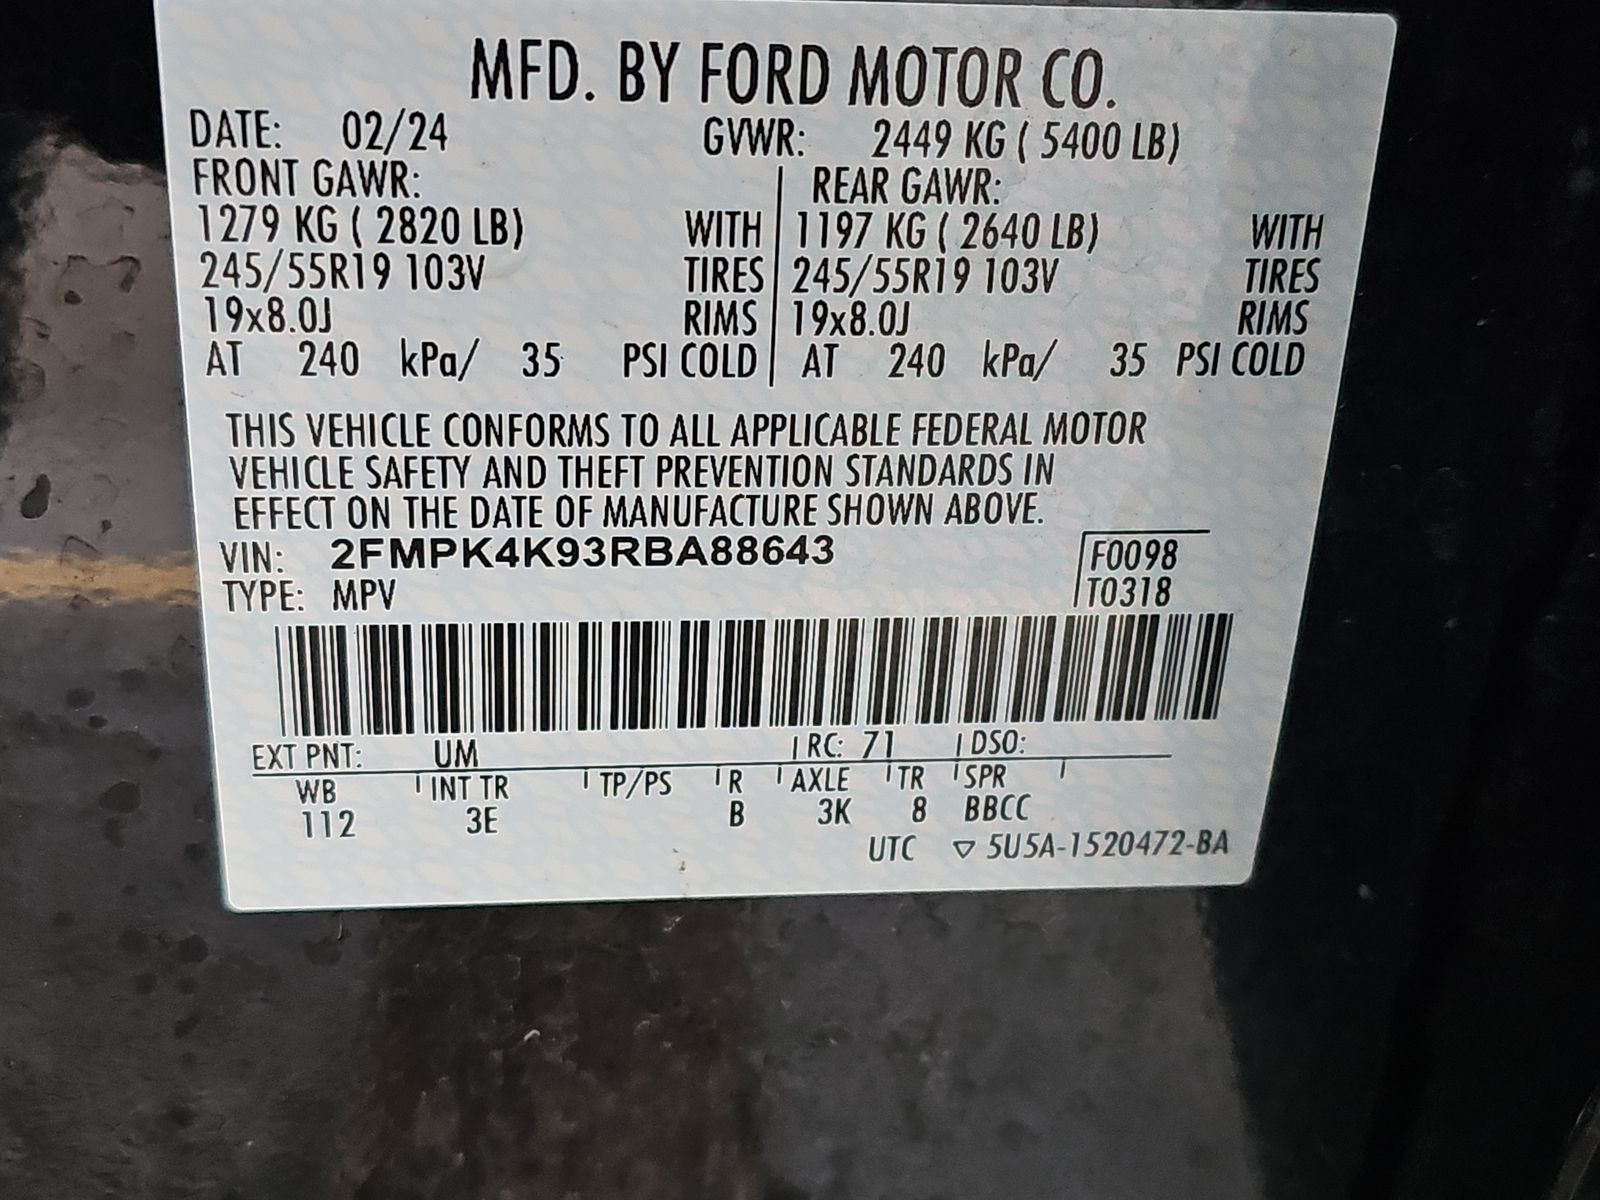 MFD. BY FORD MOTOR CO.
DATE: 02/24 GVWR: 2449 KG ( 5400 LB)
FRONT GAWR: REAR GAWR:
1279 KG ( 2820 LB) WITH 1197 KG ( 2640 LB) WITH
245/55R19 103V TIRES 245/55R19 103V TIRES
19x8.0J RIMS 19x8.0J RIMS
AT 240 kPa/ 35 PSI COLD AT 240 kPa/ 35 PSI COLD
THIS VEHICLE CONFORMS TO ALL APPLICABLE FEDERAL MOTOR
VEHICLE SAFETY AND THEFT PREVENTION STANDARDS IN
EFFECT ON THE DATE OF MANUFACTURE SHOWN ABOVE.
VIN: 2FMPK4K93RBA88643 F0098
TYPE: MPV T0318
EXT PNT: UM RC: 71 DSO:
WB INT TR TP/PS R AXLE TR SPR
112 3E B 3K 8 BBCC
UTC ▽ 5U5A-1520472-BA